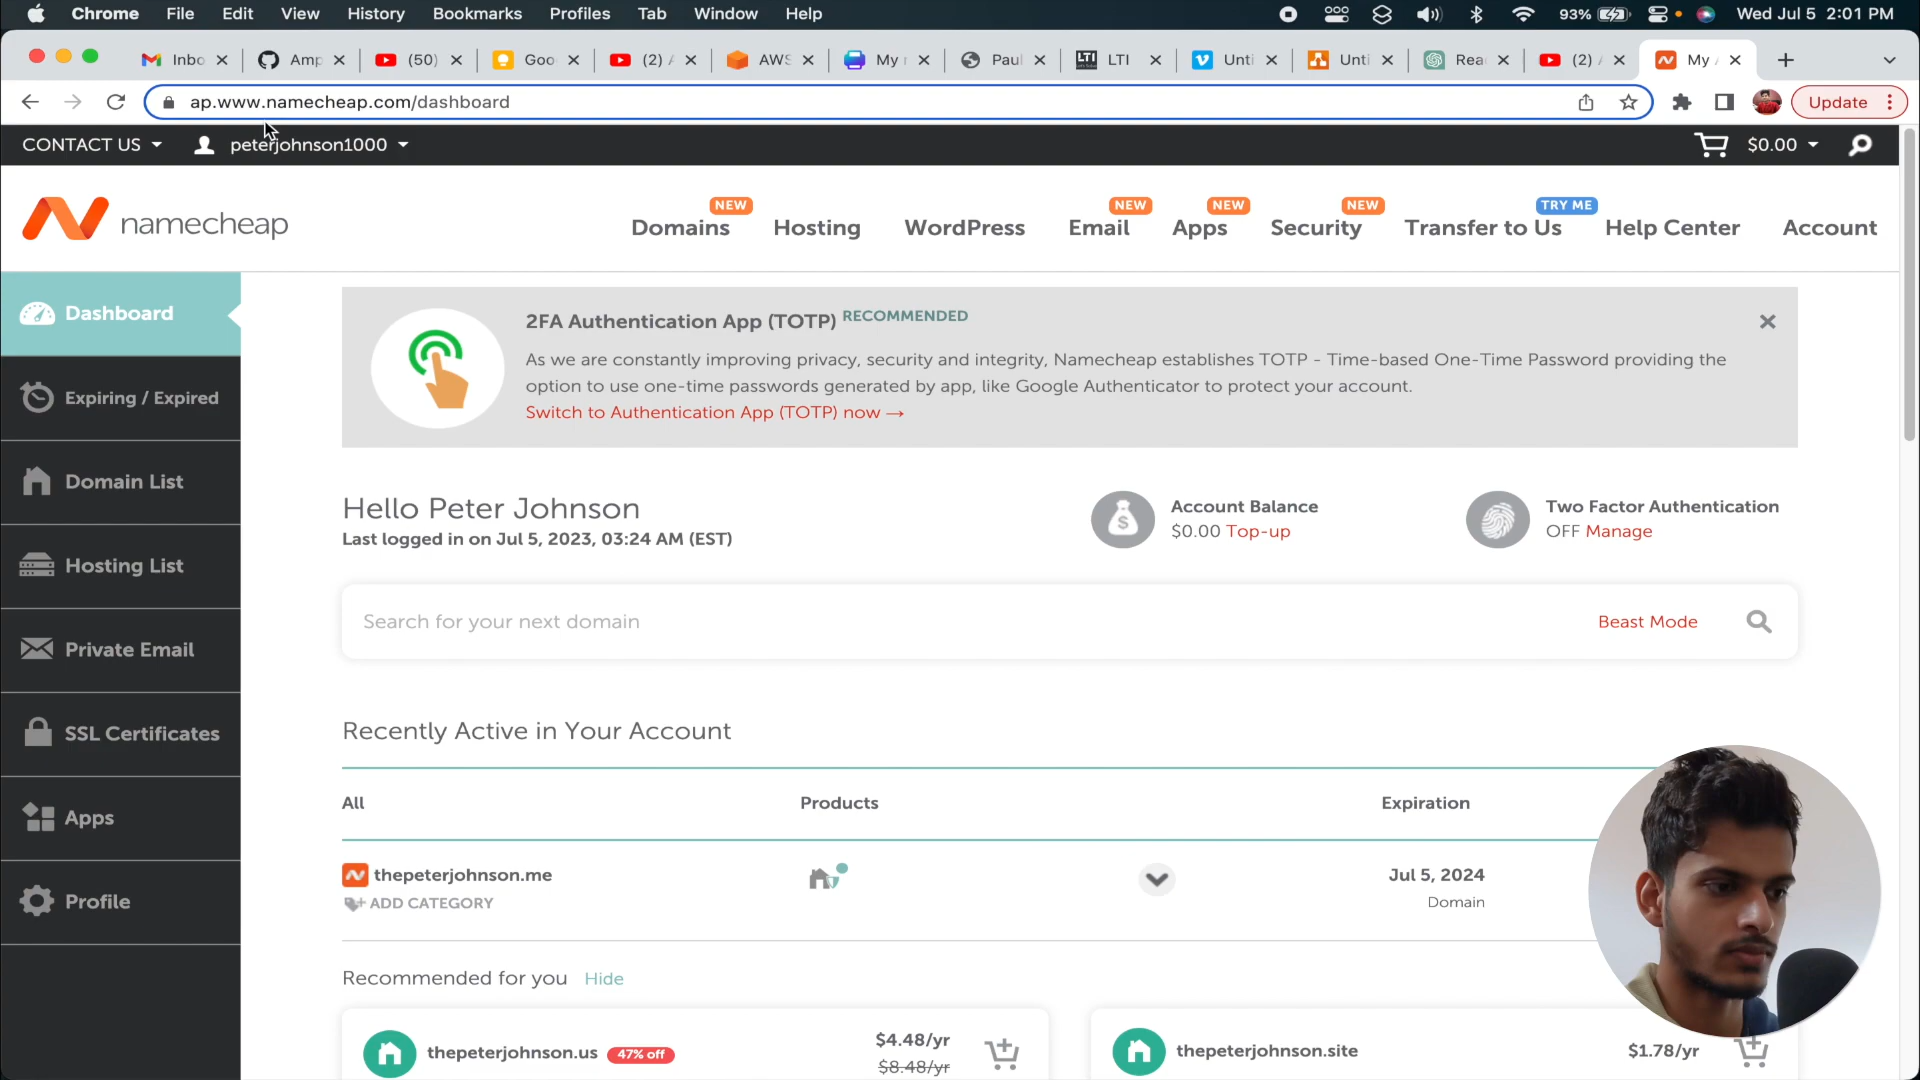 Chrome File Edit View History Bookmarks Profiles Tab Window Help 93% Wed Jul 5 2:01 PM
Inbo Amp (50) Goo (2) AWS My Paul LTI LTI Unti Unti Rea (2) My
ap.www.namecheap.com/dashboard Update
CONTACT US peterjohnson1000 $0.00
namecheap
NEW NEW NEW NEW TRY ME
Domains Hosting WordPress Email Apps Security Transfer to Us Help Center Account
Dashboard
Expiring / Expired
Domain List
Hosting List
Private Email
SSL Certificates
Apps
Profile
2FA Authentication App (TOTP) RECOMMENDED
As we are constantly improving privacy, security and integrity, Namecheap establishes TOTP - Time-based One-Time Password providing the
option to use one-time passwords generated by app, like Google Authenticator to protect your account.
Switch to Authentication App (TOTP) now →
Hello Peter Johnson
Last logged in on Jul 5, 2023, 03:24 AM (EST)
Account Balance
$0.00 Top-up
Two Factor Authentication
OFF Manage
Search for your next domain Beast Mode
Recently Active in Your Account
All Products Expiration
thepeterjohnson.me Jul 5, 2024
ADD CATEGORY Domain
Recommended for you Hide
thepeterjohnson.us 47% off $4.48/yr
$8.48/yr
thepeterjohnson.site $1.78/yr